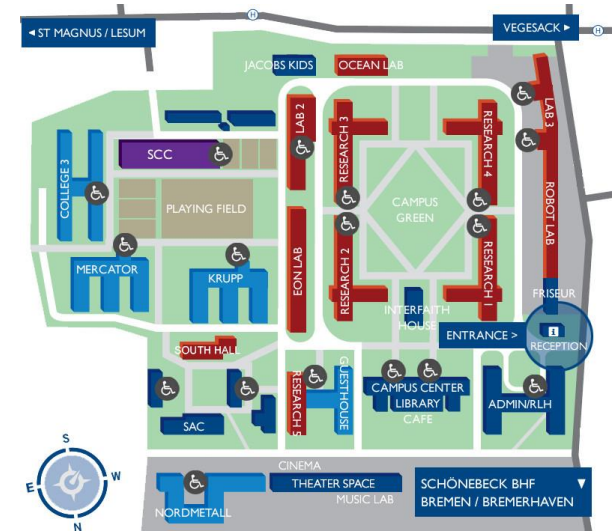 H
◄ST MAGNUS / LESUM
VEGESACK ►
H
JACOBS KIDS
OCEAN LAB
LAB 3
LAB 2
RESEARCH 3
RESEARCH 4
SCC
COLLEGE 3
PLAYING FIELD
CAMPUS
GREEN
ROBOT LAB
MERCATOR
KRUPP
EON LAB
RESEARCH 2
RESEARCH 1
INTERFAITH
HOUSE
FRISEUR
ENTRANCE >
i
RECEPTION
SOUTH HALL
RESEARCH 5
GUESTHOUSE
CAMPUS CENTER
LIBRARY
CAFE
ADMIN/RLH
SAC
S
E
W
N
CINEMA
THEATER SPACE
MUSIC LAB
NORDMETALL
SCHÖNEBECK BHF ▼
BREMEN / BREMERHAVEN